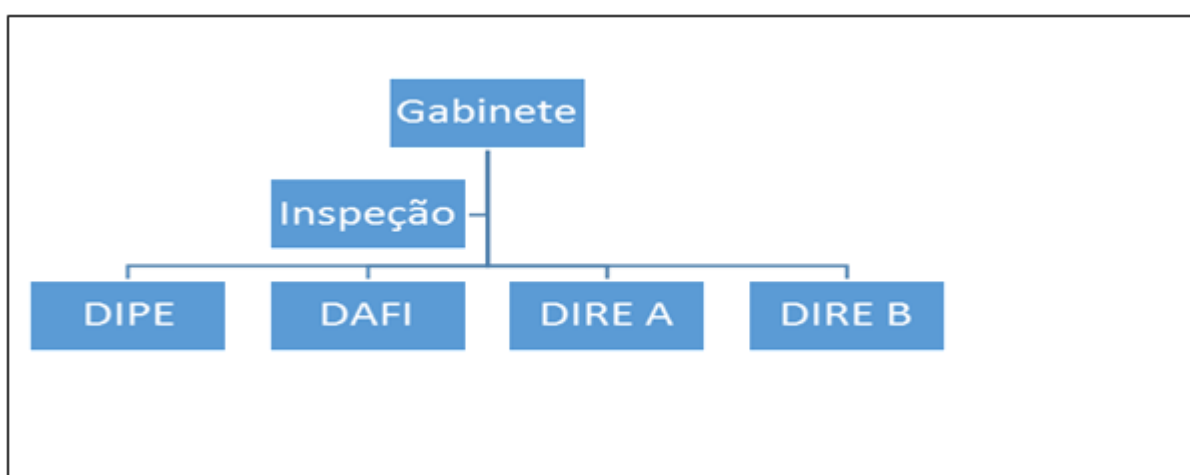 Gabinete
Inspeção
DIPE
DAFI
DIRE A
DIRE B